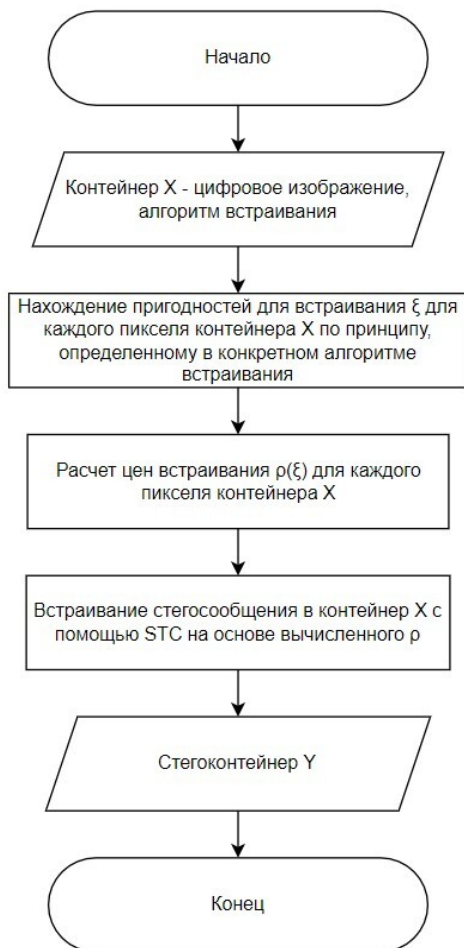 Начало
Контейнер X - цифровое изображение,
алгоритм встраивания
Нахождение пригодностей для встраивания ξ для
каждого пикселя контейнера X по принципу,
определенному в конкретном алгоритме
встраивания
Расчет цен встраивания ρ(ξ) для каждого
пикселя контейнера X
Встраивание стегосообщения в контейнер X с
помощью STC на основе вычисленного ρ
Стегоконтейнер Y
Конец